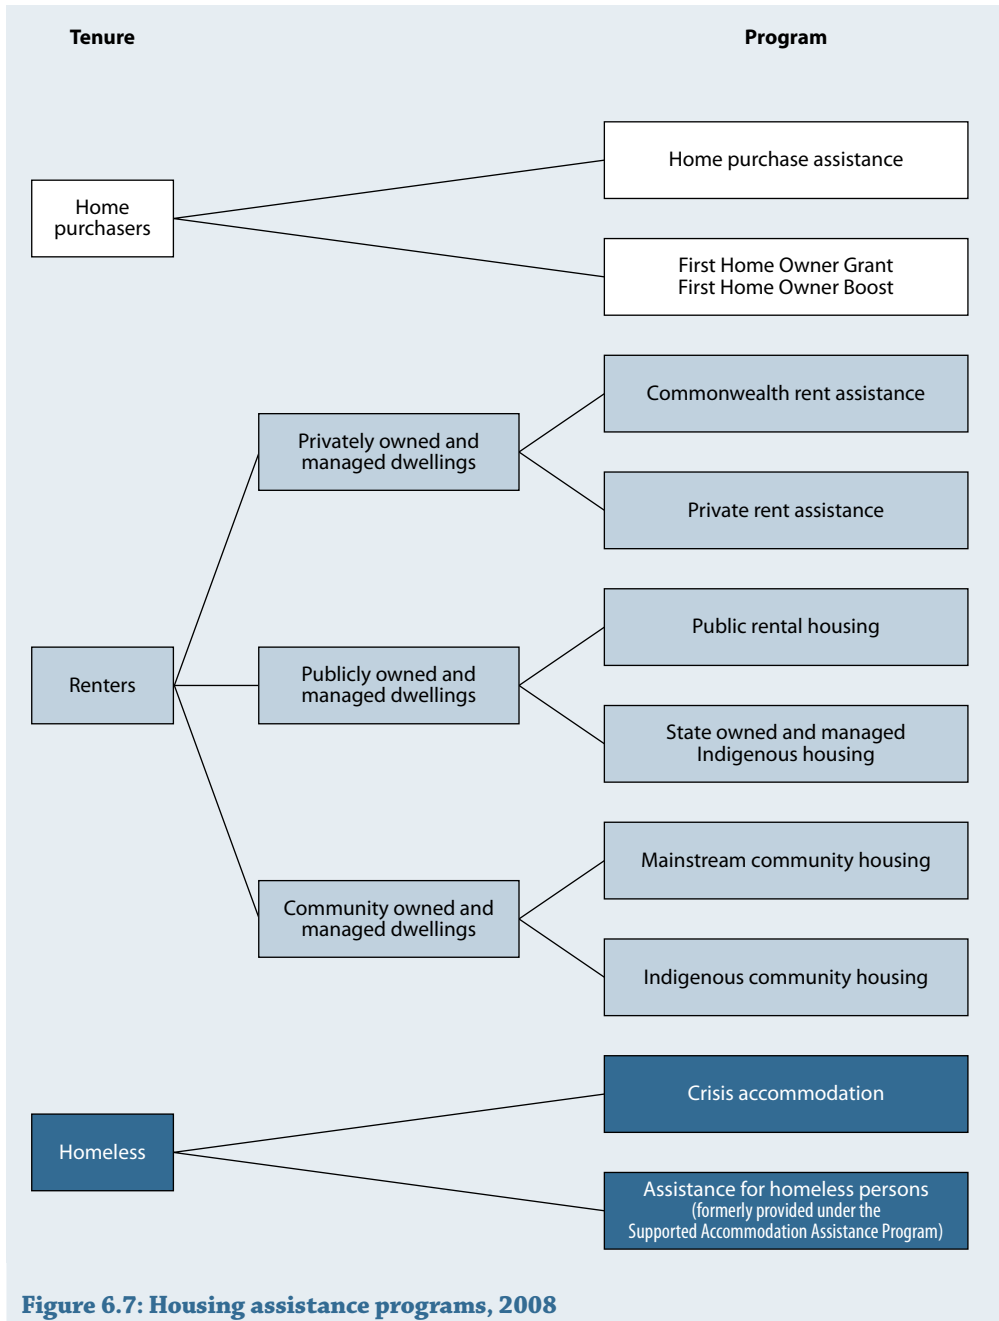 Tenure
Program
Home purchase assistance
Home
purchasers
First Home Owner Grant
First Home Owner Boost
Commonwealth rent assistance
Privately owned and
managed dwellings
Private rent assistance
Public rental housing
Renters
Publicly owned and
managed dwellings
State owned and managed
Indigenous housing
Mainstream community housing
Community owned and
managed dwellings
Indigenous community housing
Crisis accommodation
Homeless
Assistance for homeless persons
(formerly provided under the
Supported Accommodation Assistance Program)
Figure 6.7: Housing assistance programs, 2008